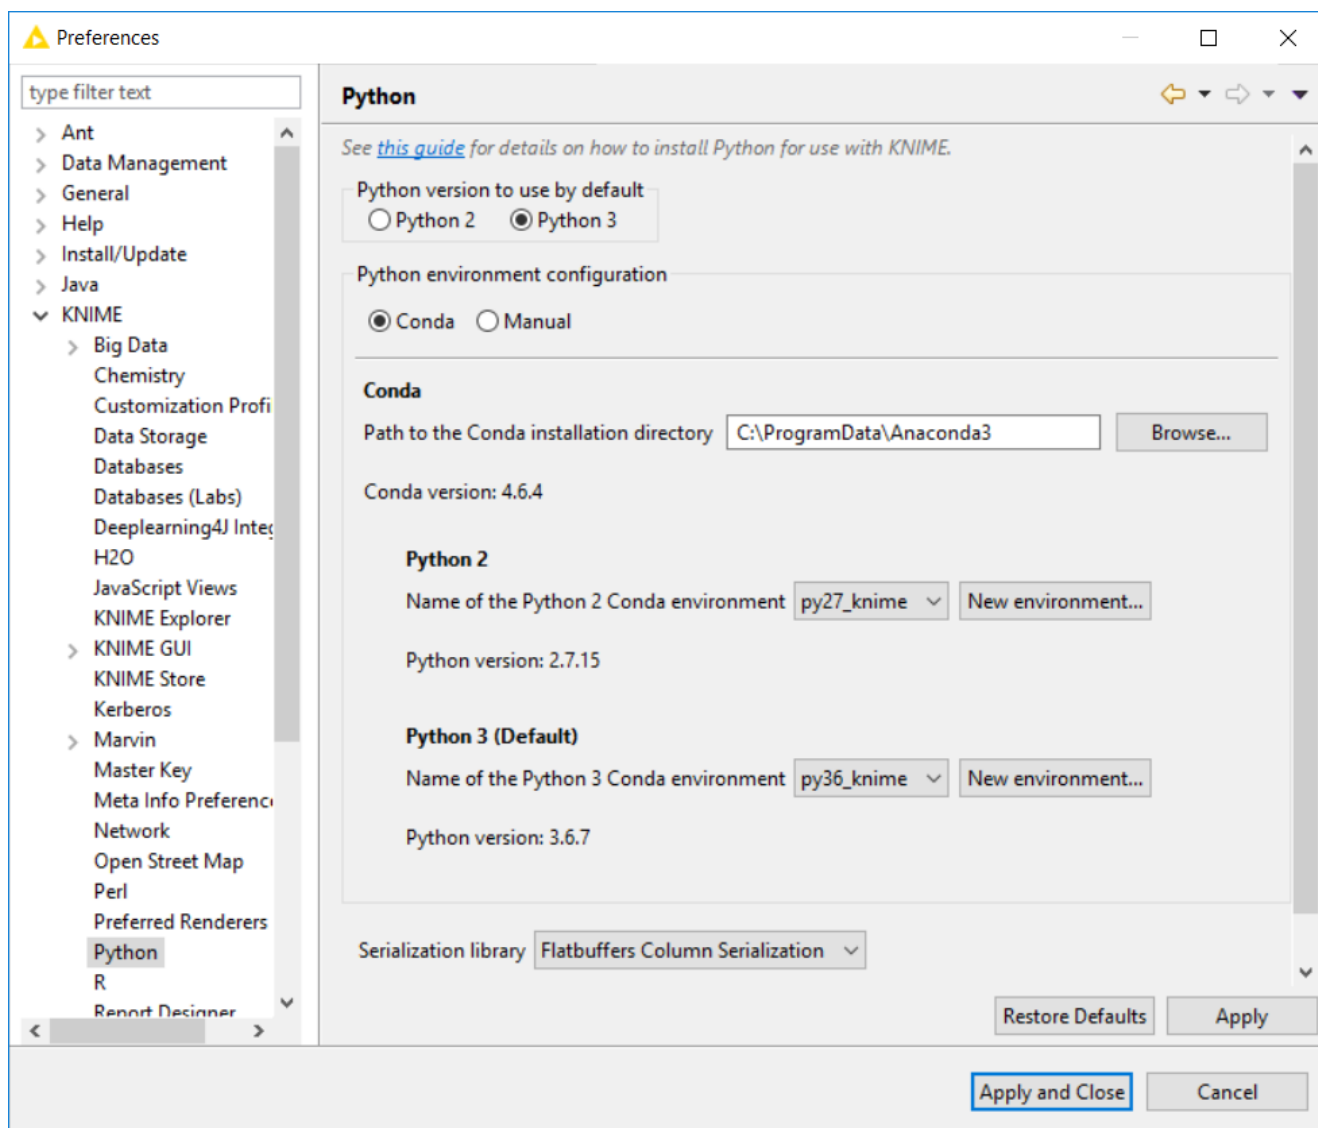 Preferences
type filter text
Ant
Data Management
General
Help
Install/Update
Java
KNIME
Big Data
Chemistry
Customization Profi
Data Storage
Databases
Databases (Labs)
Deeplearning4J Integ
H2O
JavaScript Views
KNIME Explorer
KNIME GUI
KNIME Store
Kerberos
Marvin
Master Key
Meta Info Preferenc
Network
Open Street Map
Perl
Preferred Renderers
Python
R
Report Designer
Python
See this guide for details on how to install Python for use with KNIME.
Python version to use by default
Python 2 Python 3
Python environment configuration
Conda Manual
Conda
Path to the Conda installation directory C:\ProgramData\Anaconda3 Browse...
Conda version: 4.6.4
Python 2
Name of the Python 2 Conda environment py27_knime New environment...
Python version: 2.7.15
Python 3 (Default)
Name of the Python 3 Conda environment py36_knime New environment...
Python version: 3.6.7
Serialization library Flatbuffers Column Serialization
Restore Defaults Apply
Apply and Close Cancel